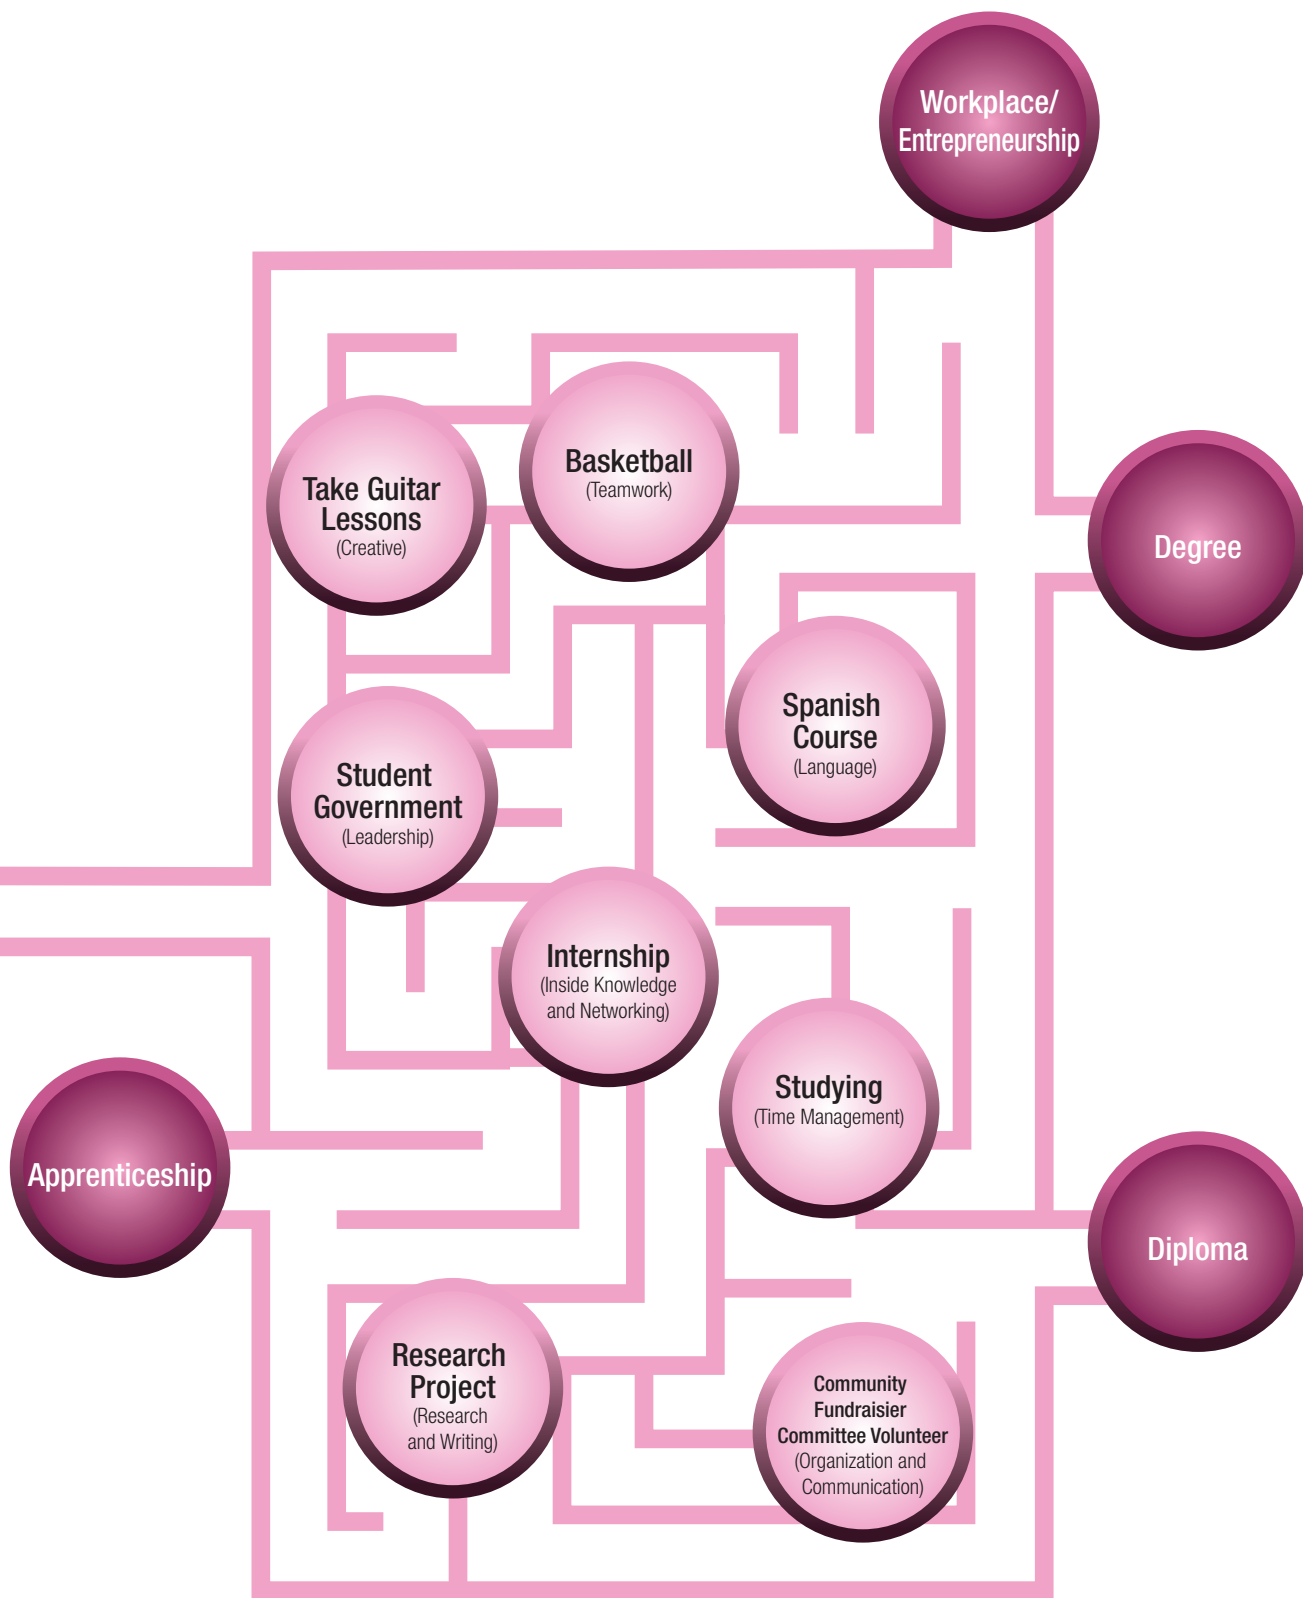 Workplace/
Entrepreneurship
Basketball
(Teamwork)
Take Guitar
Lessons
(Creative)
Degree
Spanish
Course
(Language)
Student
Government
(Leadership)
Internship
(Inside Knowledge
and Networking)
Studying
(Time Management)
Apprenticeship
Diploma
Research
Project
(Research
and Writing)
Community
Fundraisier
Committee Volunteer
(Organization and
Communication)